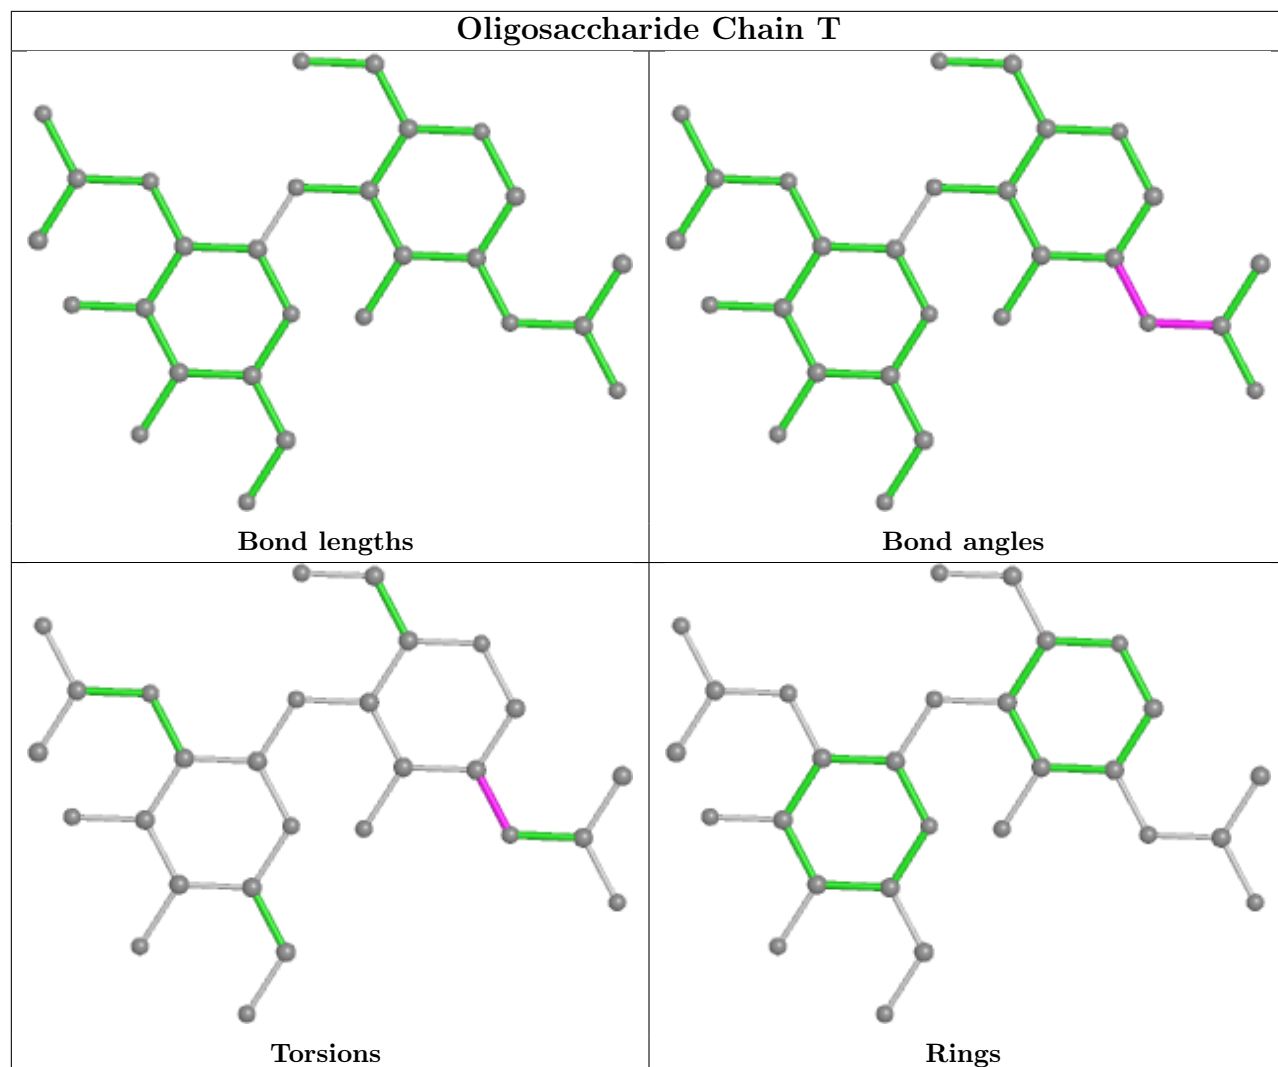 Oligosaccharide Chain T
Bond lengths
Bond angles
Torsions
Rings